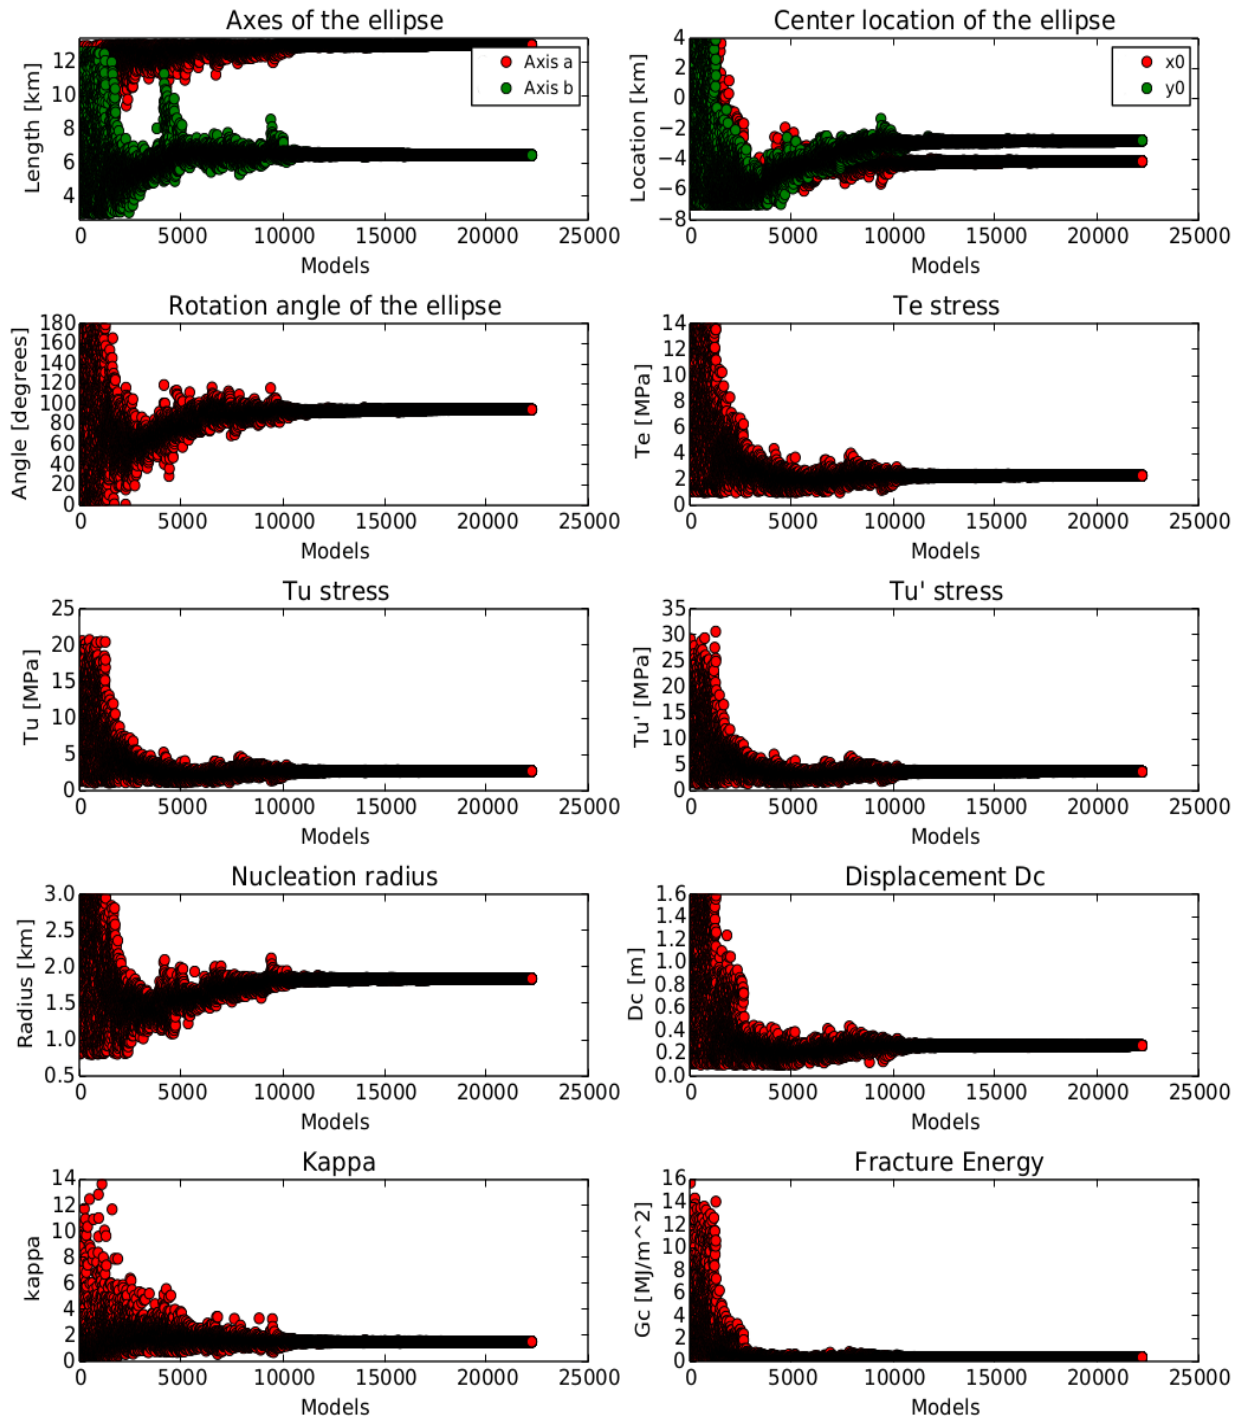 Axes of the ellipse
Length [km]
12
10
8
6
4
Axis a
Axis b
0 5000 10000 15000 20000 25000
Models
Center location of the ellipse
Location [km]
4
2
0
−2
−4
−6
−8
x0
y0
0 5000 10000 15000 20000 25000
Models
Rotation angle of the ellipse
Angle [degrees]
180
160
140
120
100
80
60
40
20
0
0 5000 10000 15000 20000 25000
Models
Te stress
Te [MPa]
14
12
10
8
6
4
2
0
0 5000 10000 15000 20000 25000
Models
Tu stress
Tu [MPa]
25
20
15
10
5
0
0 5000 10000 15000 20000 25000
Models
Tu' stress
Tu' [MPa]
35
30
25
20
15
10
5
0
0 5000 10000 15000 20000 25000
Models
Nucleation radius
Radius [km]
3.0
2.5
2.0
1.5
1.0
0.5
0 5000 10000 15000 20000 25000
Models
Displacement Dc
Dc [m]
1.6
1.4
1.2
1.0
0.8
0.6
0.4
0.2
0.0
0 5000 10000 15000 20000 25000
Models
Kappa
kappa
14
12
10
8
6
4
2
0
0 5000 10000 15000 20000 25000
Models
Fracture Energy
Gc [MJ/m^2]
16
14
12
10
8
6
4
2
0
0 5000 10000 15000 20000 25000
Models